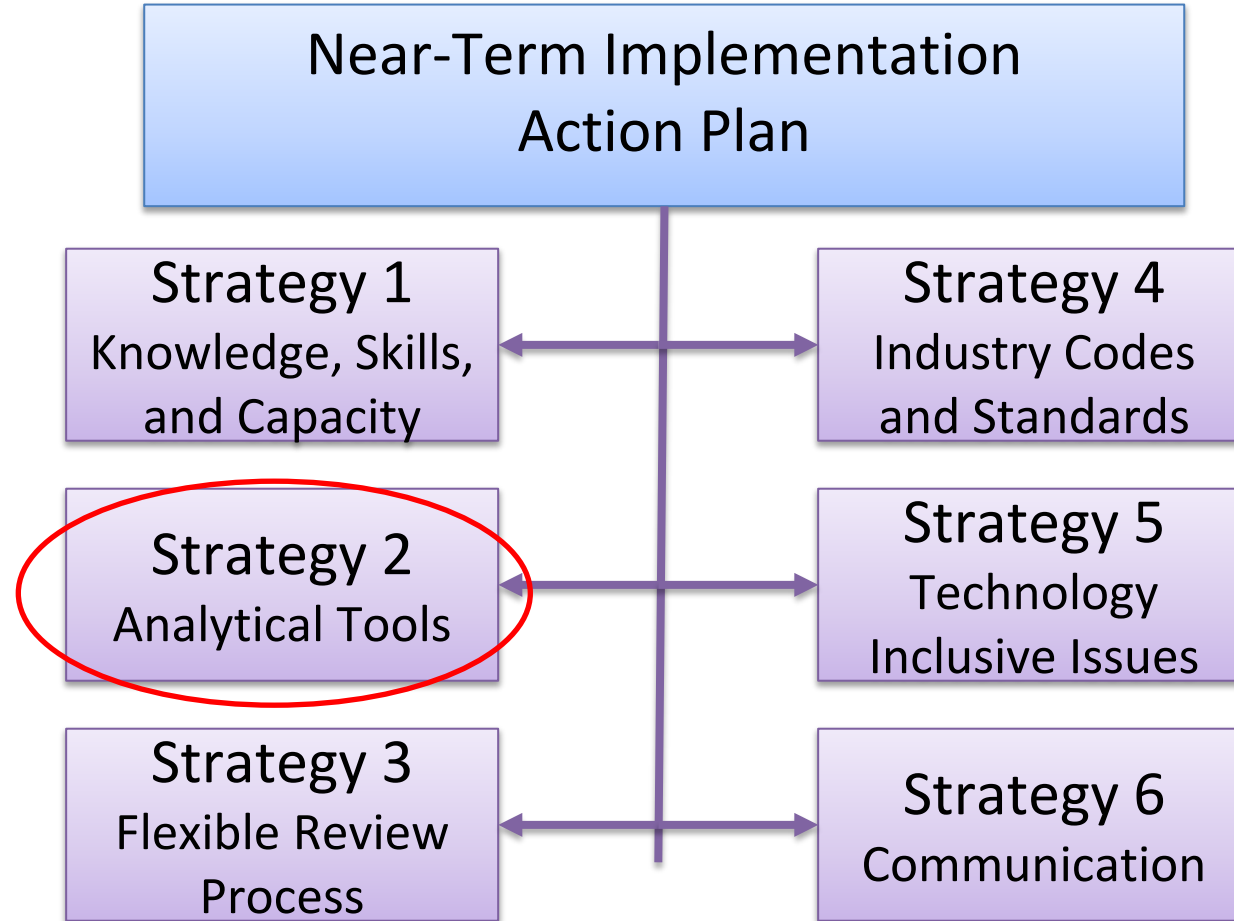 Near-Term Implementation
Action Plan
Strategy 1
Knowledge, Skills,
and Capacity
Strategy 2
Analytical Tools
Strategy 3
Flexible Review
Process
Strategy 4
Industry Codes
and Standards
Strategy 5
Technology
Inclusive Issues
Strategy 6
Communication